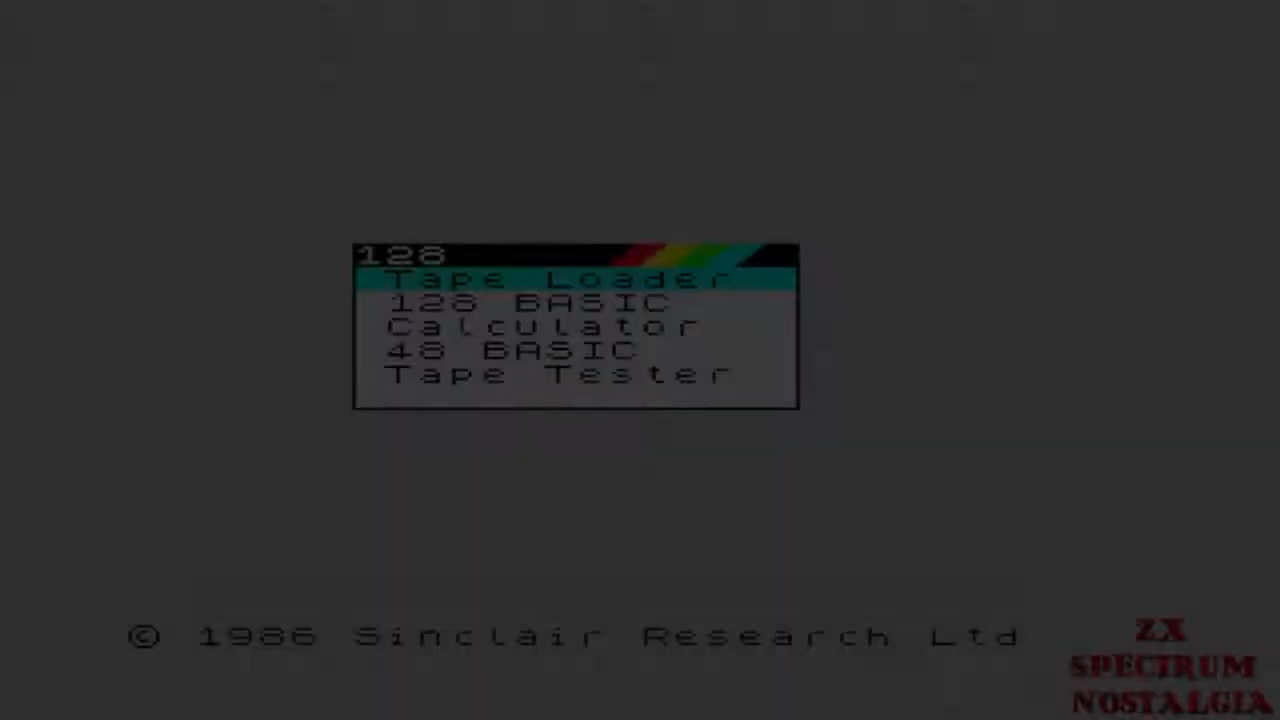 128
Tape Loader
128 BASIC
Calculator
48 BASIC
Tape Tester
© 1986 Sinclair Research Ltd
ZX
SPECTRUM
NOSTALGIA